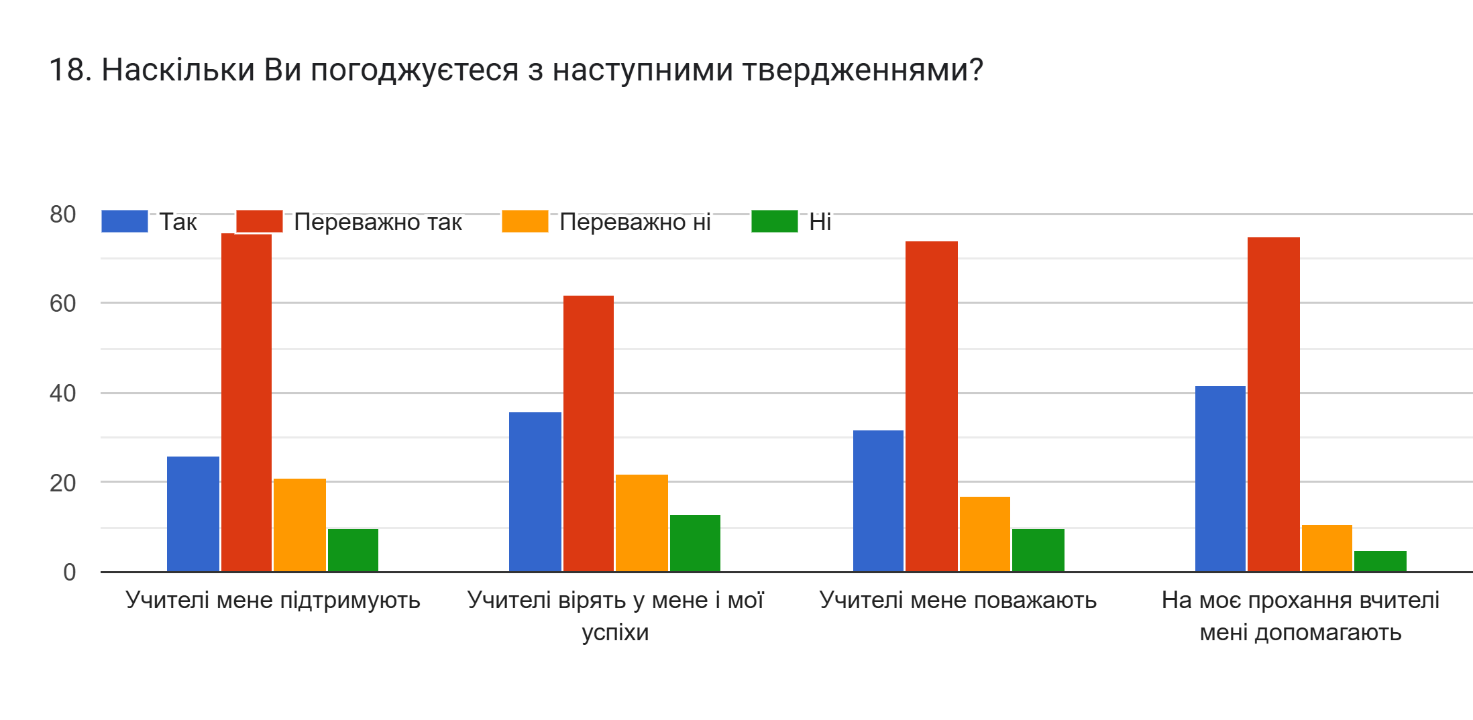 18. Наскільки Ви погоджуєтеся з наступними твердженнями?
80
Так Переважно так Переважно ні Ні
60
40
20
0
Учителі мене підтримують Учителі вірять у мене і мої Учителі мене поважають На моє прохання вчителі
успіхи мені допомагають